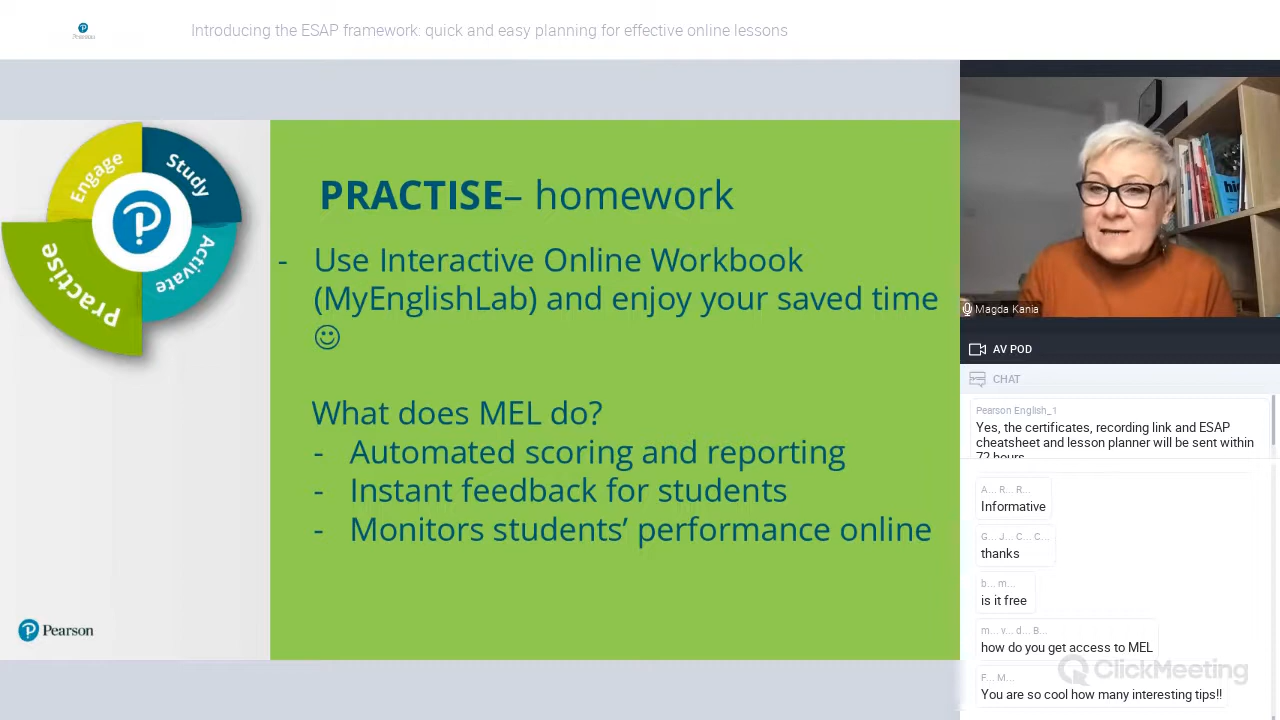 Pearson
Introducing the ESAP framework: quick and easy planning for effective online lessons
Engage
Study
Practise
Activate
PRACTISE– homework
- Use Interactive Online Workbook
(MyEnglishLab) and enjoy your saved time
☺
What does MEL do?
- Automated scoring and reporting
- Instant feedback for students
- Monitors students’ performance online
Pearson
Magda Kania
AV POD
CHAT
Pearson English_1
Yes, the certificates, recording link and ESAP
cheatsheet and lesson planner will be sent within
72 hours
A... R... R...
Informative
G... J... C... C...
thanks
b... m...
is it free
m... v... d... B...
how do you get access to MEL
ClickMeeting
F... M...
You are so cool how many interesting tips!!